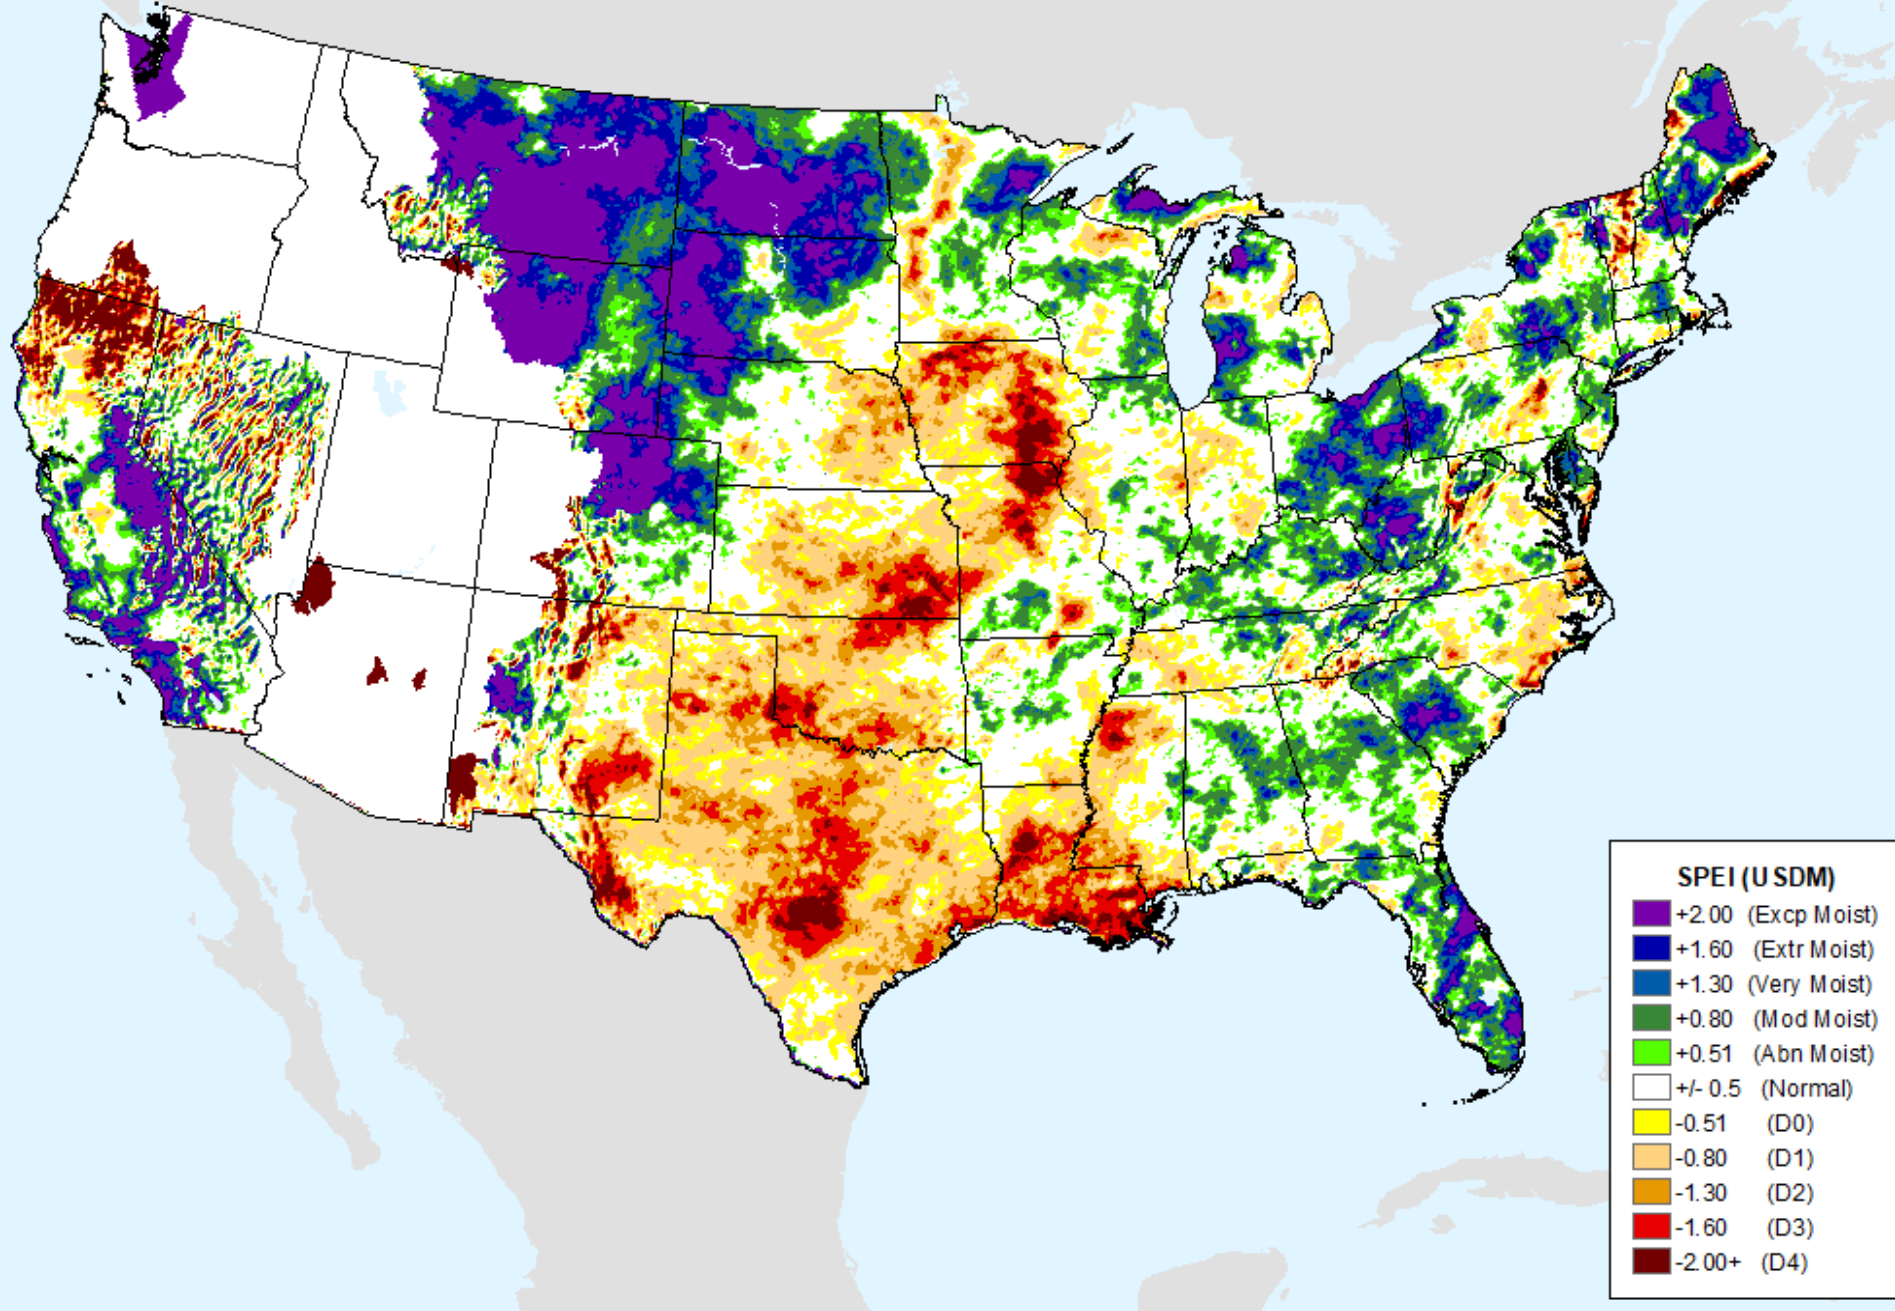 SPEI (USDM)
+2.00 (Excp Moist)
+1.60 (Extr Moist)
+1.30 (Very Moist)
+0.80 (Mod Moist)
+0.51 (Abn Moist)
+/- 0.5 (Normal)
-0.51 (D0)
-0.80 (D1)
-1.30 (D2)
-1.60 (D3)
-2.00+ (D4)